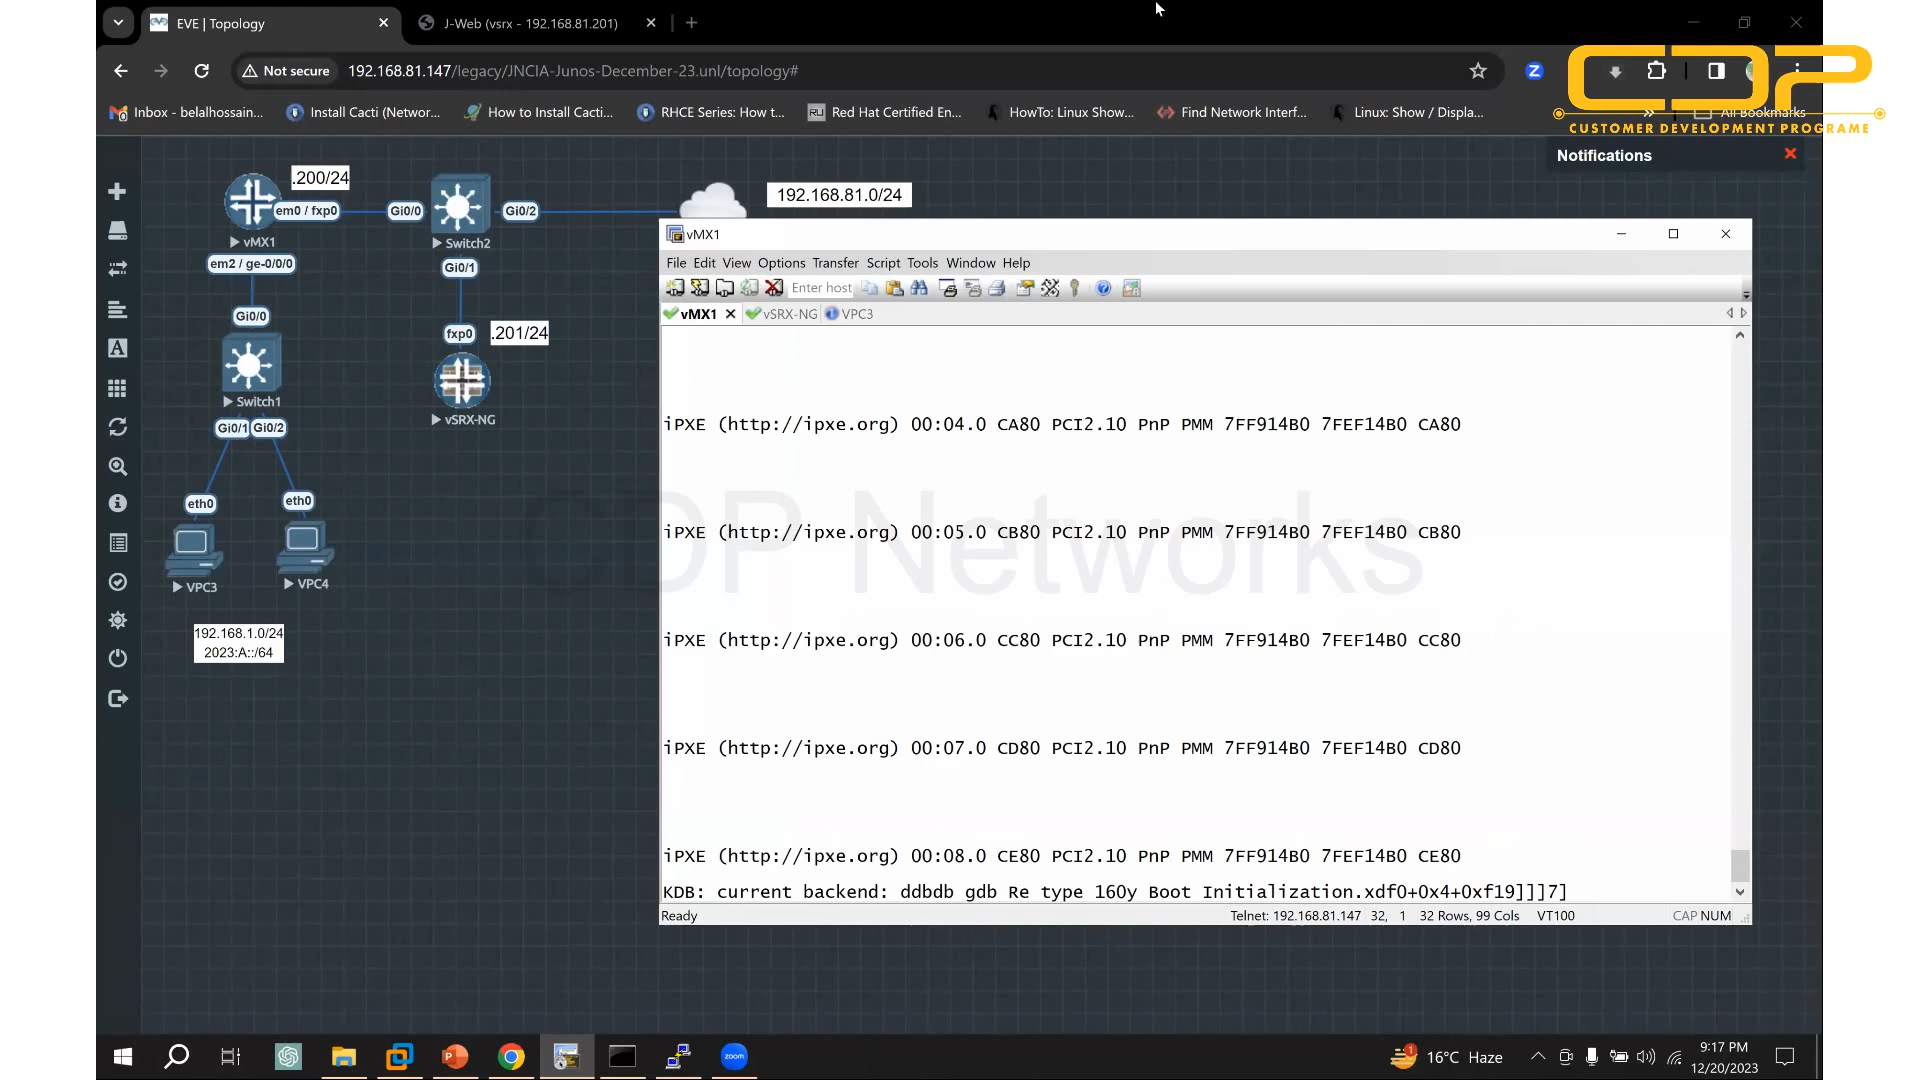 EVE | Topology
J-Web (vsrx - 192.168.81.201)
Not secure
192.168.81.147/legacy/JNCIA-Junos-December-23.unl/topology#
Inbox - belalhossain...
Install Cacti (Networ...
How to Install Cacti...
RHCE Series: How t...
RU Red Hat Certified En...
HowTo: Linux Show...
Find Network Interf...
Linux: Show / Displa...
All Bookmarks
CDP
CUSTOMER DEVELOPMENT PROGRAME
Notifications
.200/24
em0 / fxp0
Gi0/0
Gi0/2
192.168.81.0/24
vMX1
Switch2
em2 / ge-0/0/0
Gi0/1
Gi0/0
fxp0
.201/24
Switch1
vSRX-NG
Gi0/1
Gi0/2
eth0
eth0
VPC3
VPC4
192.168.1.0/24
2023:A::/64
vMX1
File Edit View Options Transfer Script Tools Window Help
Enter host
vMX1
vSRX-NG
VPC3
iPXE (http://ipxe.org) 00:04.0 CA80 PCI2.10 PnP PMM 7FF914B0 7FEF14B0 CA80
iPXE (http://ipxe.org) 00:05.0 CB80 PCI2.10 PnP PMM 7FF914B0 7FEF14B0 CB80
CDP Networks
iPXE (http://ipxe.org) 00:06.0 CC80 PCI2.10 PnP PMM 7FF914B0 7FEF14B0 CC80
iPXE (http://ipxe.org) 00:07.0 CD80 PCI2.10 PnP PMM 7FF914B0 7FEF14B0 CD80
iPXE (http://ipxe.org) 00:08.0 CE80 PCI2.10 PnP PMM 7FF914B0 7FEF14B0 CE80
KDB: current backend: ddbdb gdb Re type 160y Boot Initialization.xdf0+0x4+0xf19]]]7]
Ready
Telnet: 192.168.81.147
32, 1
32 Rows, 99 Cols
VT100
CAP NUM
zoom
1
16°C Haze
9:17 PM
12/20/2023